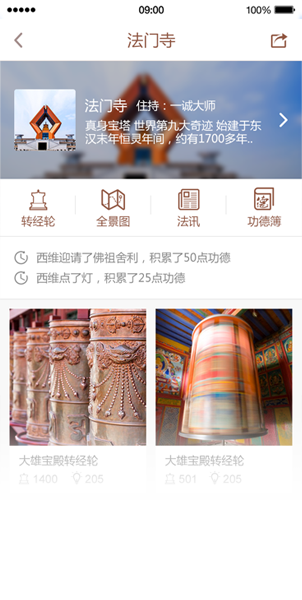 09:00
100%
法门寺
法门寺 住持：一诚大师
真身宝塔 世界第九大奇迹 始建于东
汉末年恒灵年间，约有1700多年..
转经轮 全景图 法讯 功德簿
西维迎请了佛祖舍利，积累了50点功德
西维点了灯，积累了25点功德
大雄宝殿转经轮 大雄宝殿转经轮
1400 205 501 205